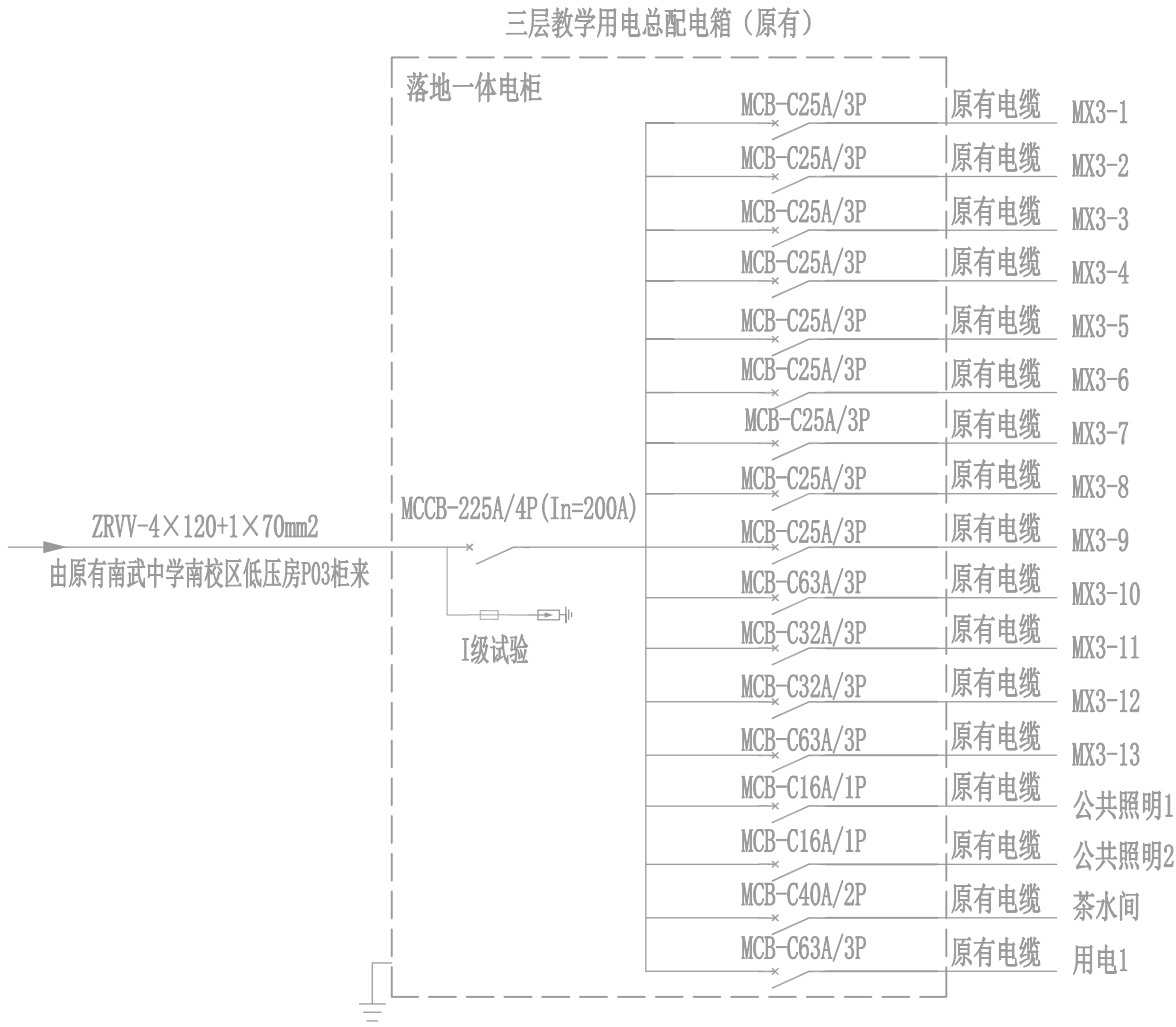 三层教学用电总配电箱（原有）
落地一体电柜
MCB-C25A/3P 原有电缆 MX3-1
MCB-C25A/3P 原有电缆 MX3-2
MCB-C25A/3P 原有电缆 MX3-3
MCB-C25A/3P 原有电缆 MX3-4
MCB-C25A/3P 原有电缆 MX3-5
MCB-C25A/3P 原有电缆 MX3-6
MCB-C25A/3P 原有电缆 MX3-7
MCB-C25A/3P 原有电缆 MX3-8
MCCB-225A/4P(In=200A)
ZRVV-4×120+1×70mm2
由原有南武中学南校区低压房P03柜来
I级试验
MCB-C25A/3P 原有电缆 MX3-9
MCB-C63A/3P 原有电缆 MX3-10
MCB-C32A/3P 原有电缆 MX3-11
MCB-C32A/3P 原有电缆 MX3-12
MCB-C63A/3P 原有电缆 MX3-13
MCB-C16A/1P 原有电缆 公共照明1
MCB-C16A/1P 原有电缆 公共照明2
MCB-C40A/2P 原有电缆 茶水间
MCB-C63A/3P 原有电缆 用电1